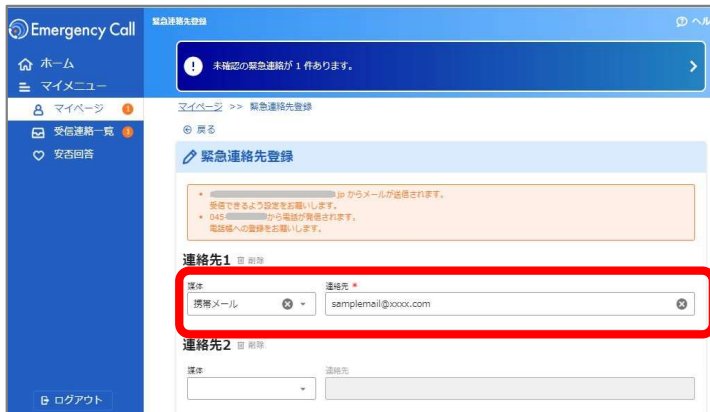 Emergency Call
緊急連絡先登録
ヘル
ホーム
マイメニュー
マイページ 1
受信連絡一覧 1
安否回答
ログアウト
未確認の緊急連絡が 1 件あります。
マイページ >> 緊急連絡先登録
戻る
緊急連絡先登録
• .jp からメールが送信されます。
受信できるよう設定をお願いします。
• 045- から電話が発信されます。
電話帳への登録をお願いします。
連絡先1 削除
媒体 連絡先 *
携帯メール samplemail@xxxx.com
連絡先2 削除
媒体 連絡先